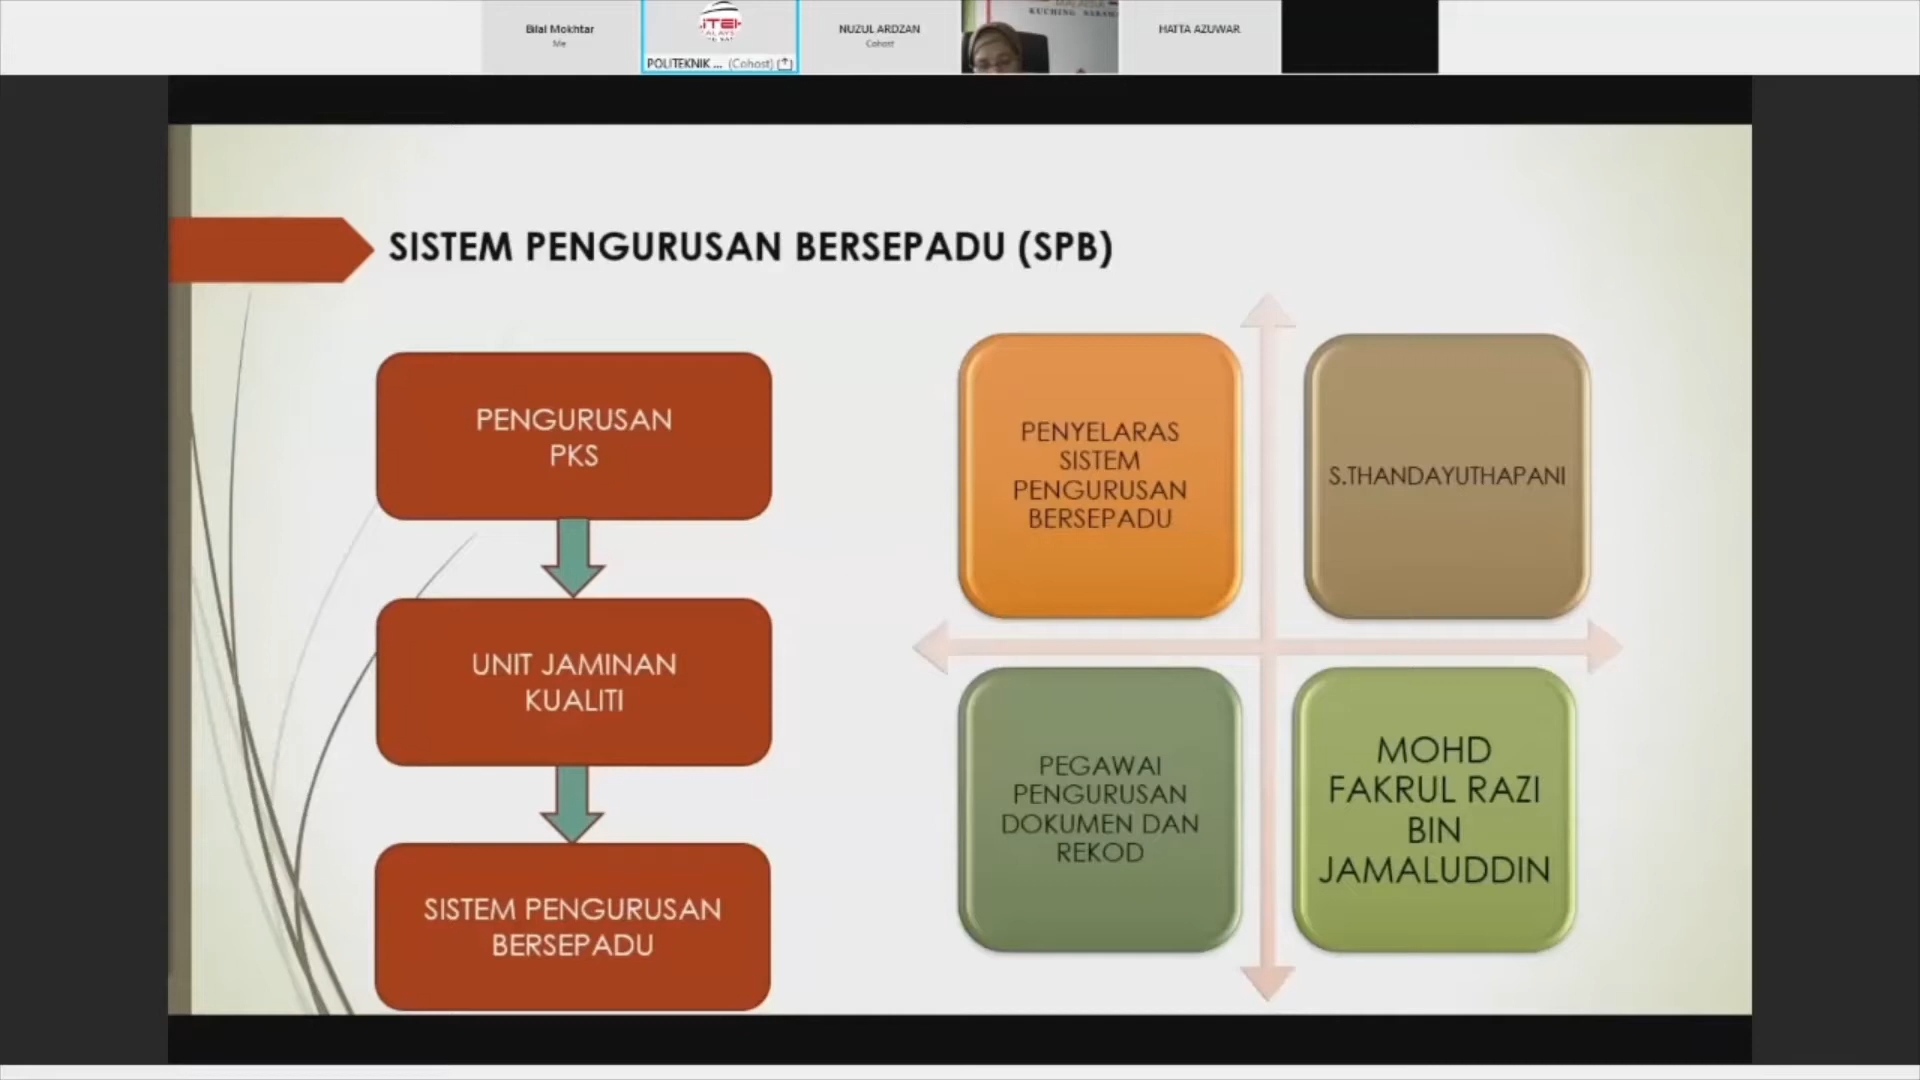 Bilal Mokhtar
Me
POLITEKNIK ... (Cohost)
NUZUL ARDZAN
Cohost
KUCHING
HATTA AZUWAR
SISTEM PENGURUSAN BERSEPADU (SPB)
PENGURUSAN
PKS
UNIT JAMINAN
KUALITI
SISTEM PENGURUSAN
BERSEPADU
PENYELARAS
SISTEM
PENGURUSAN
BERSEPADU
S.THANDAYUTHAPANI
PEGAWAI
PENGURUSAN
DOKUMEN DAN
REKOD
MOHD
FAKRUL RAZI
BIN
JAMALUDDIN